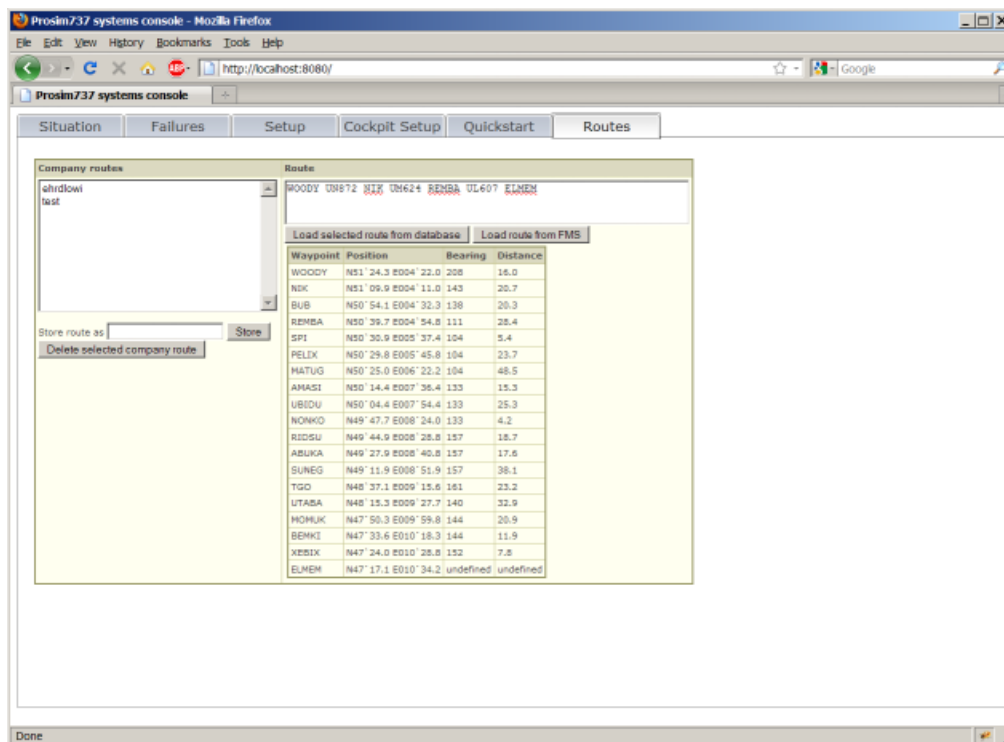 Prosim737 systems console - Mozilla Firefox
File Edit View History Bookmarks Tools Help
http://localhost:8080/
Google
Prosim737 systems console
Situation Failures Setup Cockpit Setup Quickstart Routes
Company routes Route
ehrdlowi
test
WOODY UN872 NIK UM624 REMBA UL607 ELMEM
Load selected route from database Load route from FMS
Waypoint Position Bearing Distance
WOODY N51`24.3 E004`22.0 208 16.0
NIK N51`09.9 E004`11.0 143 20.7
BUB N50`54.1 E004`32.3 138 20.3
REMBA N50`39.7 E004`54.8 111 28.4
SPI N50`30.9 E005`37.4 104 5.4
PELIX N50`29.8 E005`45.8 104 23.7
MATUG N50`25.0 E006`22.2 104 48.5
AMASI N50`14.4 E007`36.4 133 15.3
UBIDU N50`04.4 E007`54.4 133 25.3
NONKO N49`47.7 E008`24.0 133 4.2
RIDSU N49`44.9 E008`28.8 157 18.7
ABUKA N49`27.9 E008`40.8 157 17.6
SUNEG N49`11.9 E008`51.9 157 38.1
TGO N48`37.1 E009`15.6 161 23.2
UTABA N48`15.3 E009`27.7 140 32.9
MOMUK N47`50.3 E009`59.8 144 20.9
BEMKI N47`33.6 E010`18.3 144 11.9
XEBIX N47`24.0 E010`28.8 152 7.8
ELMEM N47`17.1 E010`34.2 undefined undefined
Store route as Store
Delete selected company route
Done